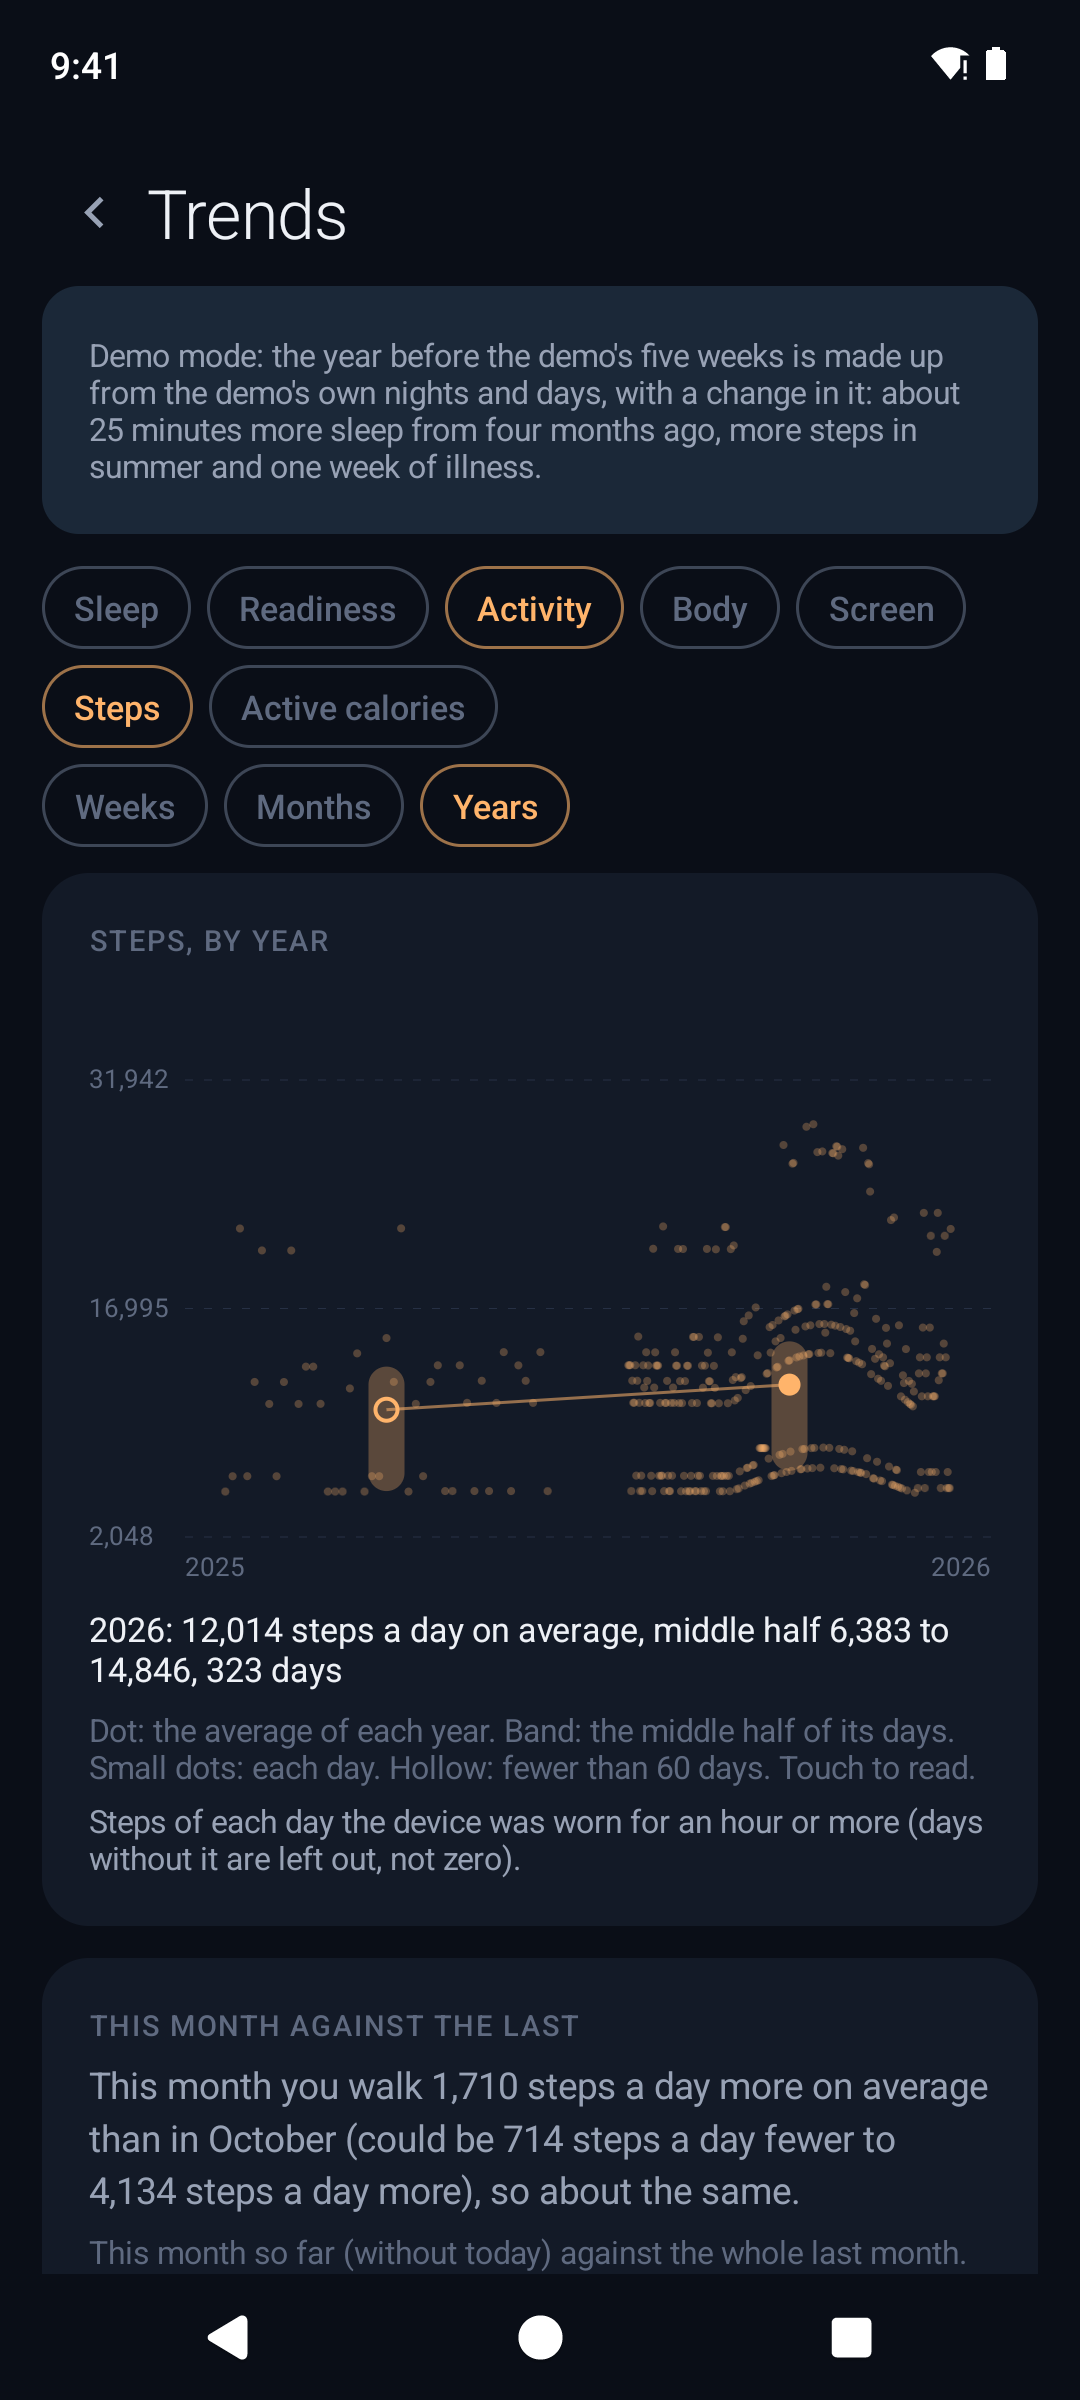 9:41
Trends
Demo mode: the year before the demo's five weeks is made up
from the demo's own nights and days, with a change in it: about
25 minutes more sleep from four months ago, more steps in
summer and one week of illness.
Sleep Readiness Activity Body Screen
Steps Active calories
Weeks Months Years
STEPS, BY YEAR
31,942
16,995
2,048
2025 2026
2026: 12,014 steps a day on average, middle half 6,383 to
14,846, 323 days
Dot: the average of each year. Band: the middle half of its days.
Small dots: each day. Hollow: fewer than 60 days. Touch to read.
Steps of each day the device was worn for an hour or more (days
without it are left out, not zero).
THIS MONTH AGAINST THE LAST
This month you walk 1,710 steps a day more on average
than in October (could be 714 steps a day fewer to
4,134 steps a day more), so about the same.
This month so far (without today) against the whole last month.